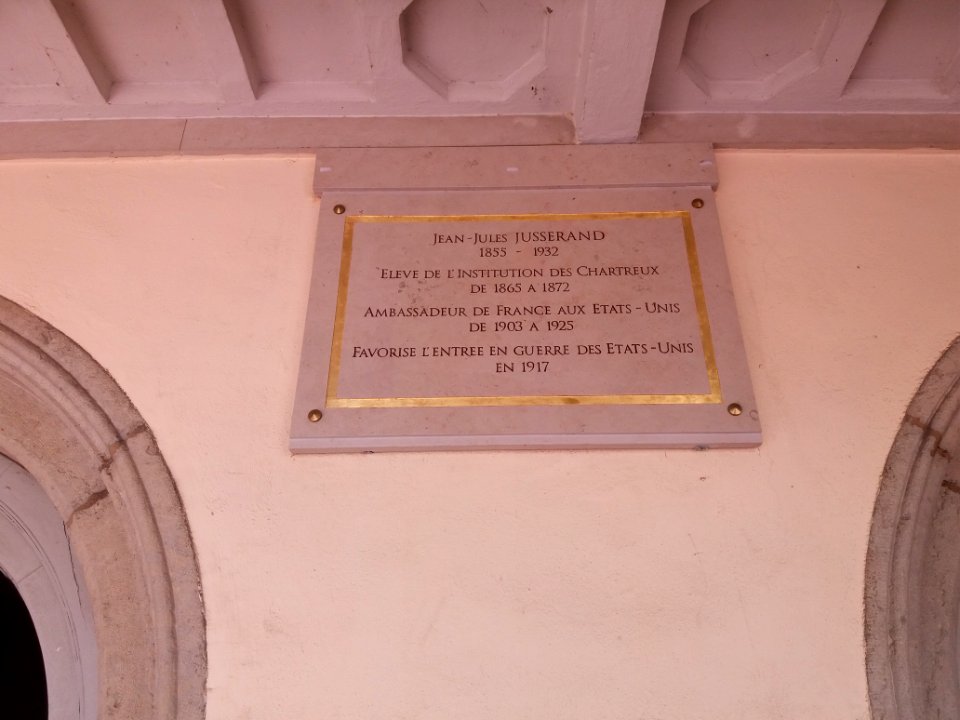 JEAN-JULES JUSSERAND
1855 - 1932
ELEVE DE L'INSTITUTION DES CHARTREUX
DE 1865 A 1872
AMBASSADEUR DE FRANCE AUX ETATS-UNIS
DE 1903 A 1925
FAVORISE L'ENTREE EN GUERRE DES ETATS-UNIS
EN 1917